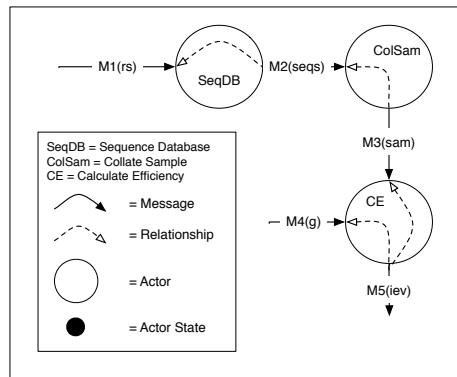 ColSam
M1(rs)
M2(seqs)
SeqDB
M3(sam)
SeqDB = Sequence Database
ColSam = Collate Sample
CE = Calculate Efficiency
= Message
= Relationship
= Actor
= Actor State
CE
M4(g)
M5(iev)